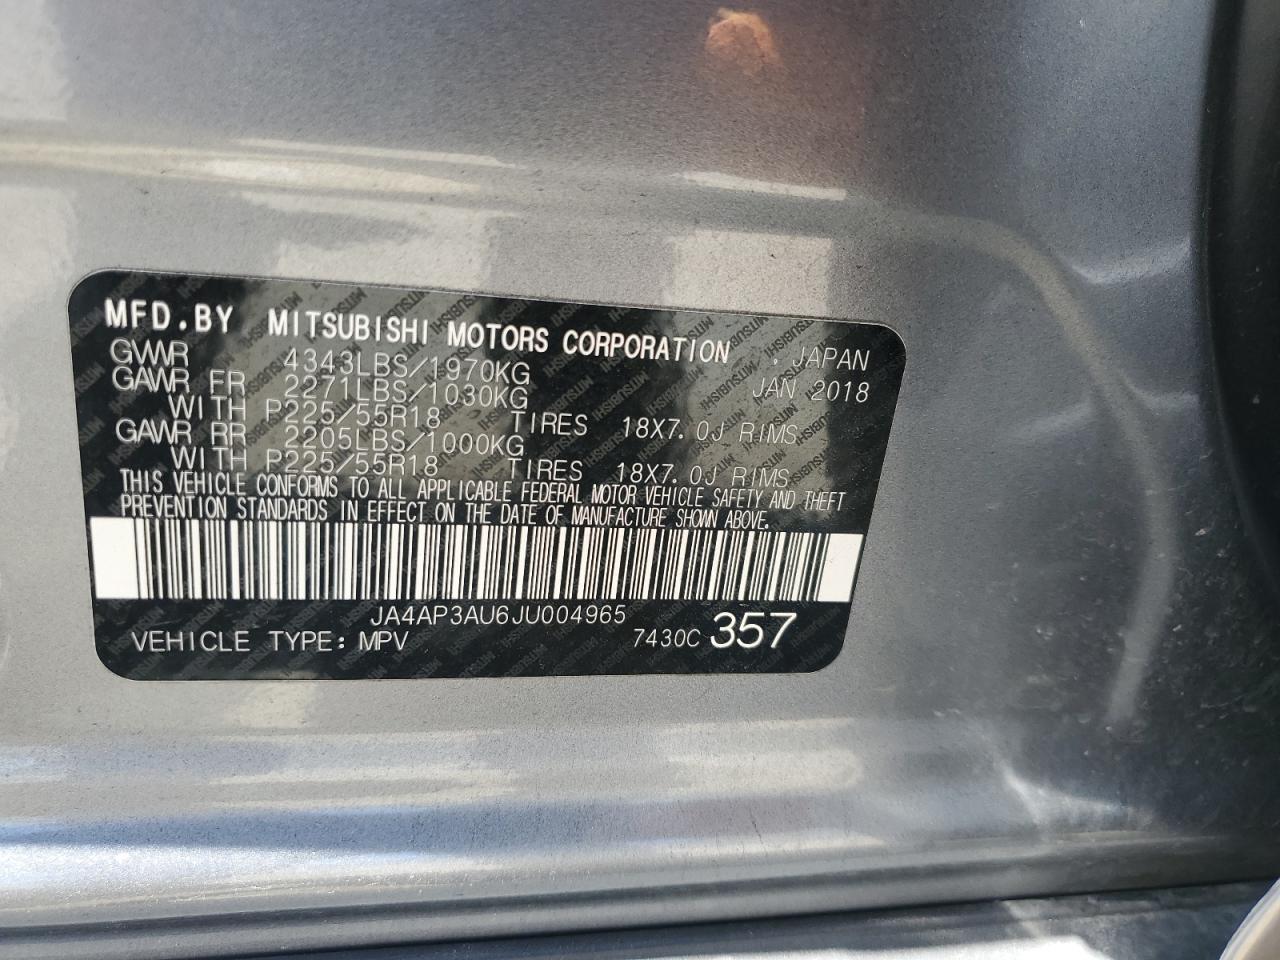 MFD.BY MITSUBISHI MOTORS CORPORATION . JAPAN
GVWR 4343LBS/1970KG JAN 2018
GAWR FR 2271LBS/1030KG
WITH P225/55R18 TIRES 18X7.0J RIMS
GAWR RR 2205LBS/1000KG
WITH P225/55R18 TIRES 18X7.0J RIMS
THIS VEHICLE CONFORMS TO ALL APPLICABLE FEDERAL MOTOR VEHICLE SAFETY AND THEFT
PREVENTION STANDARDS IN EFFECT ON THE DATE OF MANUFACTURE SHOWN ABOVE.
JA4AP3AU6JU004965
VEHICLE TYPE: MPV 7430C 357